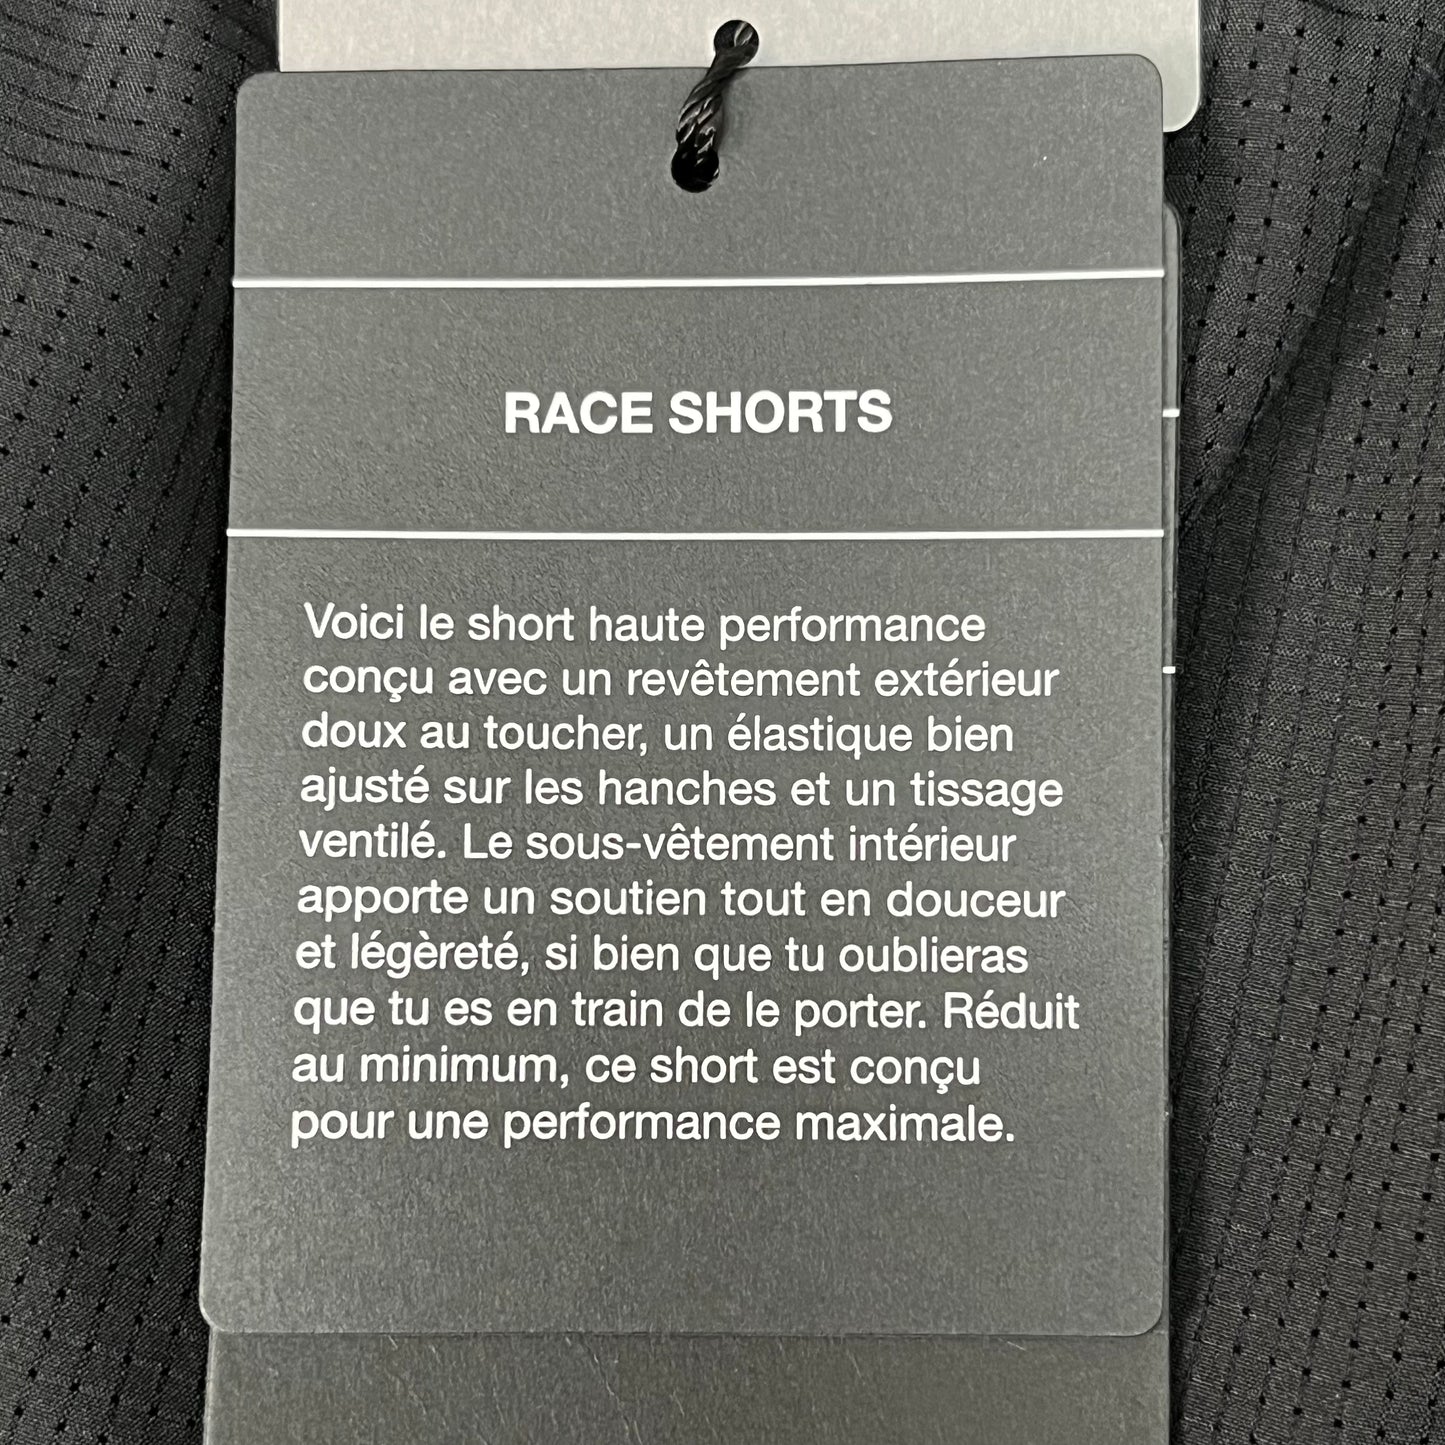 RACE SHORTS
Voici le short haute performance
conçu avec un revêtement extérieur
doux au toucher, un élastique bien
ajusté sur les hanches et un tissage
ventilé. Le sous-vêtement intérieur
apporte un soutien tout en douceur
et légèreté, si bien que tu oublieras
que tu es en train de le porter. Réduit
au minimum, ce short est conçu
pour une performance maximale.